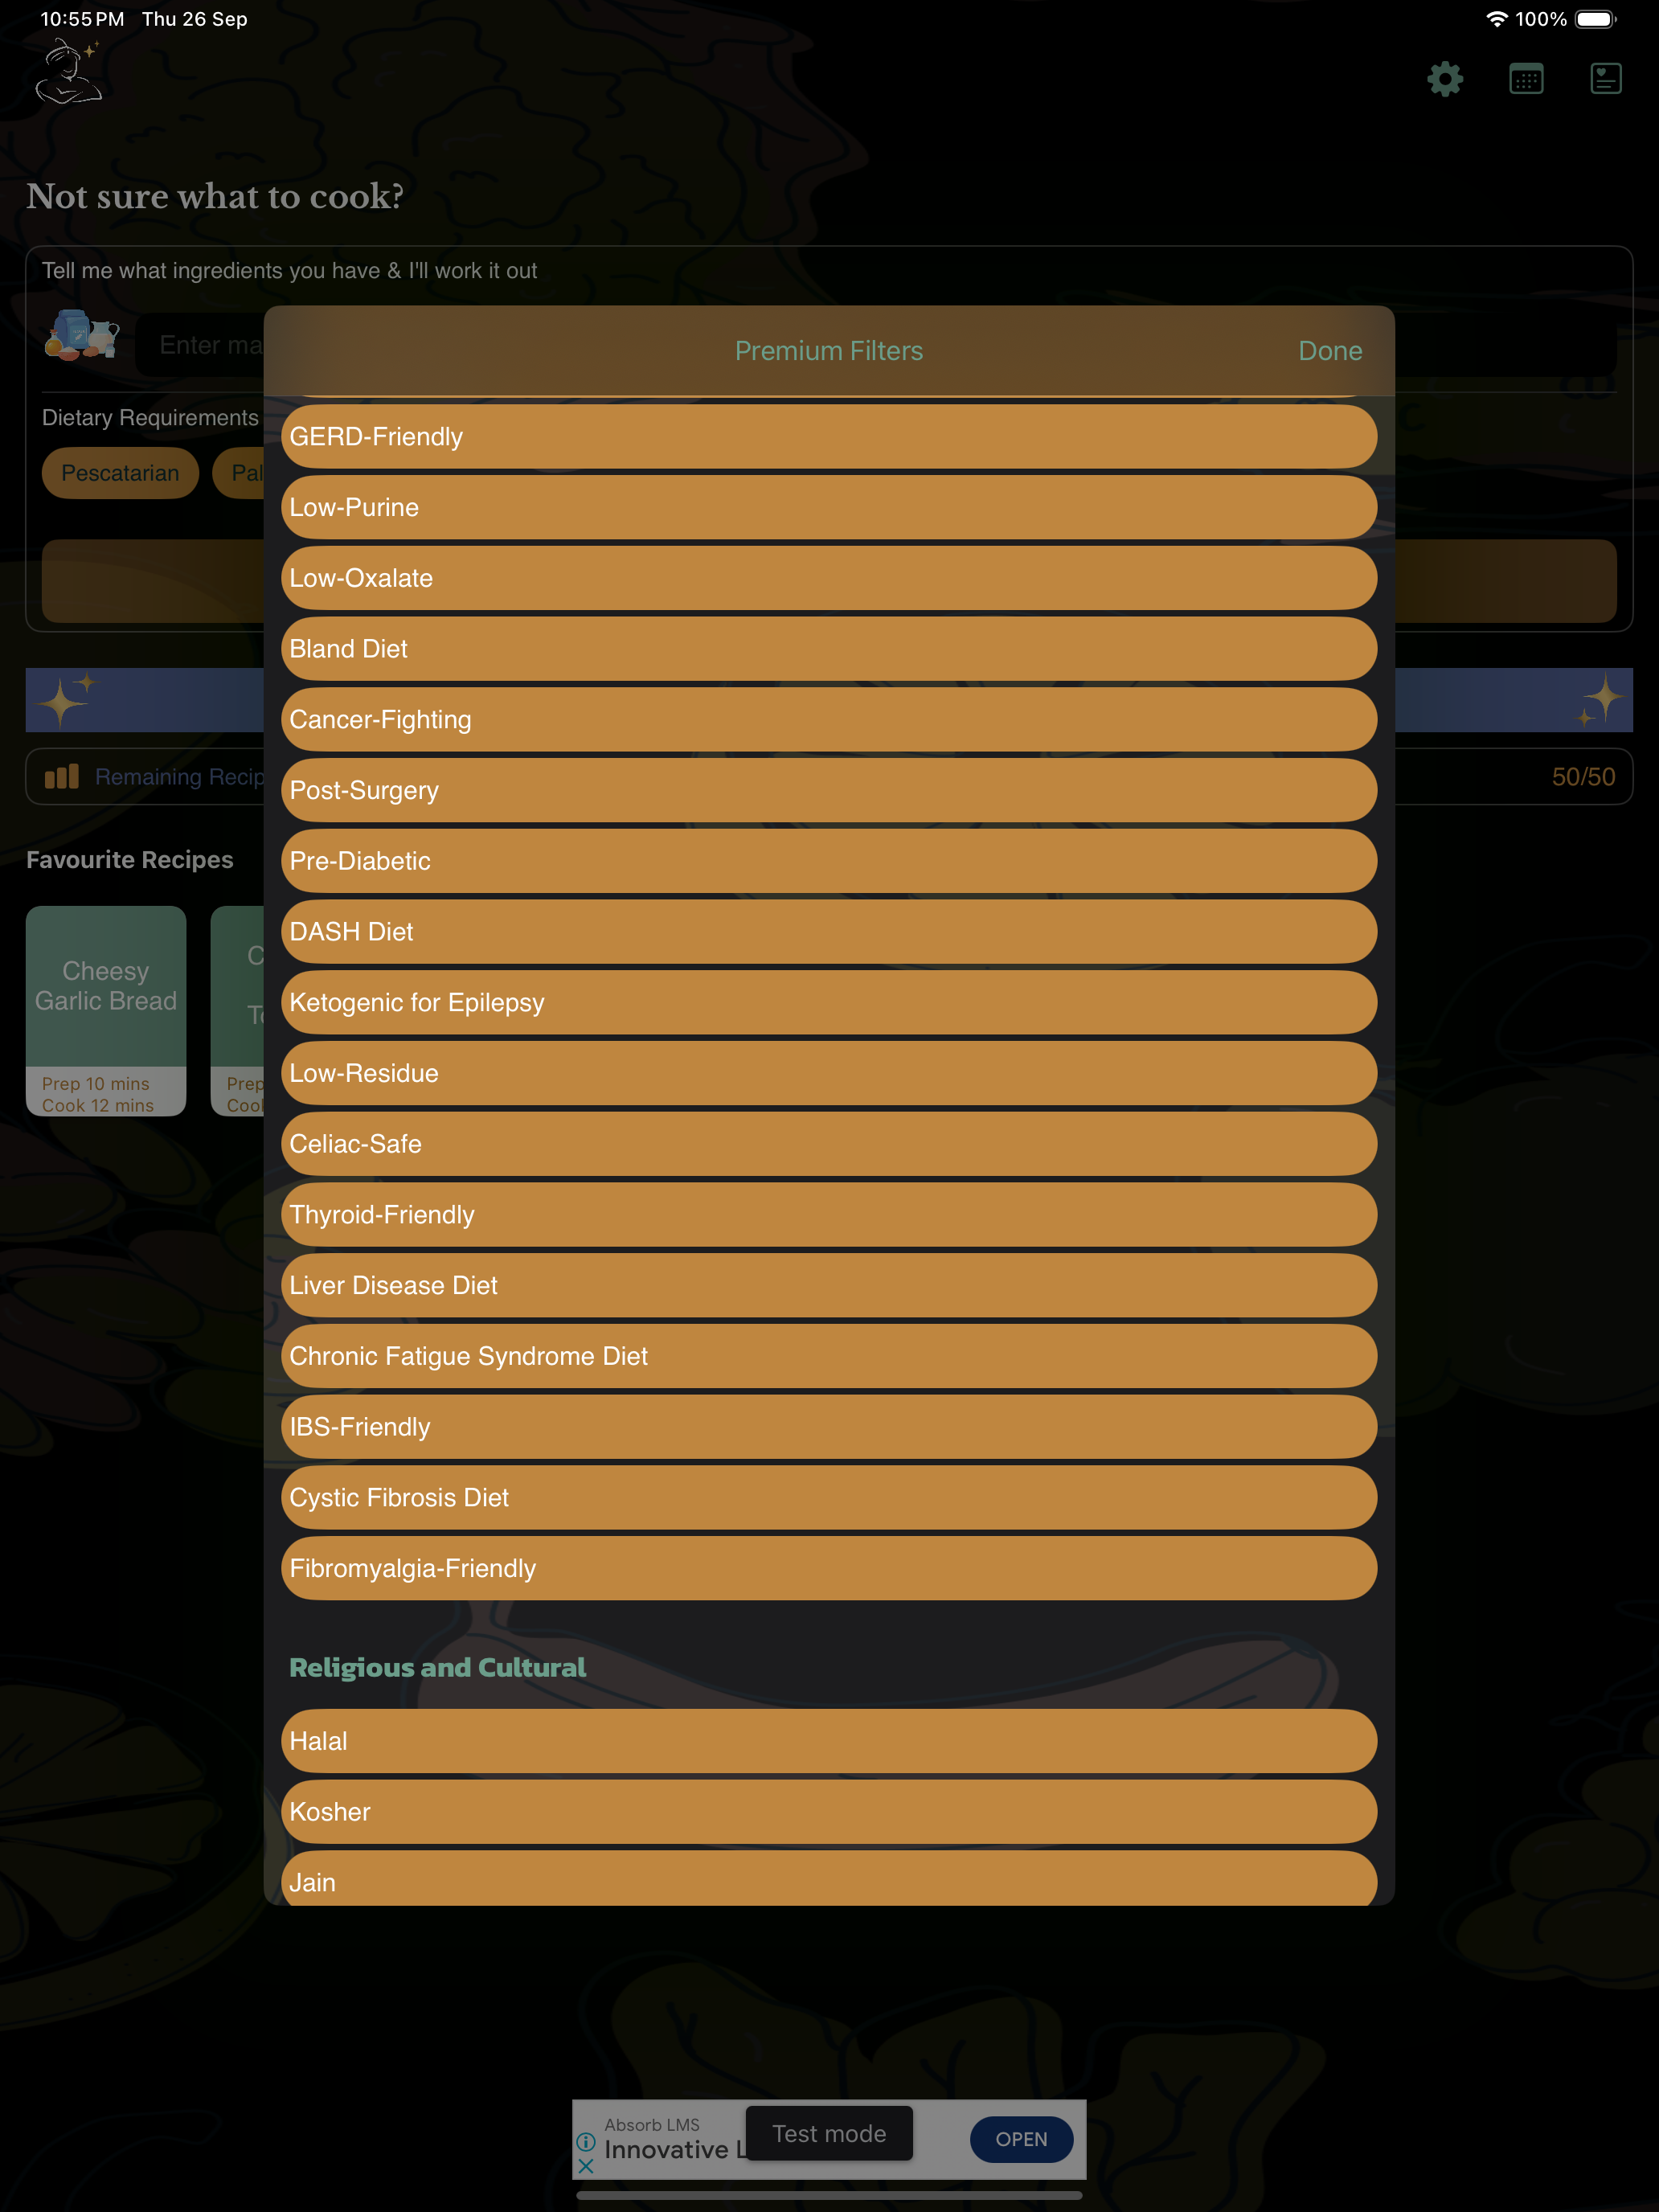 10:55 PM Thu 26 Sep
100%
Not sure what to cook?
Tell me what ingredients you have & I'll work it out
Enter
Premium Filters
Done
Dietary Requirements
Pescatarian
GERD-Friendly
Low-Purine
Low-Oxalate
Bland Diet
Cancer-Fighting
Post-Surgery
Pre-Diabetic
DASH Diet
Ketogenic for Epilepsy
Low-Residue
Celiac-Safe
Thyroid-Friendly
Liver Disease Diet
Chronic Fatigue Syndrome Diet
IBS-Friendly
Cystic Fibrosis Diet
Fibromyalgia-Friendly
Religious and Cultural
Halal
Kosher
Jain
Remaining
50/50
Favourite Recipes
Cheesy
Garlic Bread
Prep 10 mins
Cook 12 mins
Prep
Absorb LMS
Innovative
Test mode
OPEN